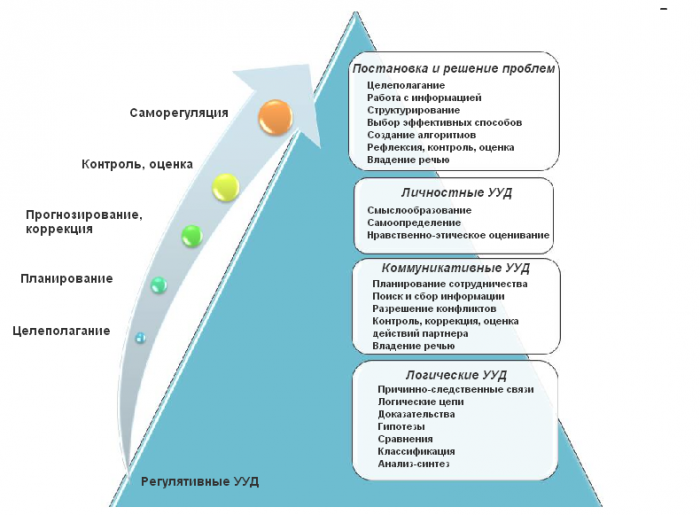 Постановка и решение проблем
Целеполагание
Работа с информацией
Структурирование
Выбор эффективных способов
Создание алгоритмов
Рефлексия, контроль, оценка
Владение речью
Личностные УУД
Смыслообразование
Самоопределение
Нравственно-этическое оценивание
Коммуникативные УУД
Планирование сотрудничества
Поиск и сбор информации
Разрешение конфликтов
Контроль, коррекция, оценка
действий партнера
Владение речью
Логические УУД
Причинно-следственные связи
Логические цепи
Доказательства
Гипотезы
Сравнения
Классификация
Анализ-синтез
Саморегуляция
Контроль, оценка
Прогнозирование,
коррекция
Планирование
Целеполагание
Регулятивные УУД